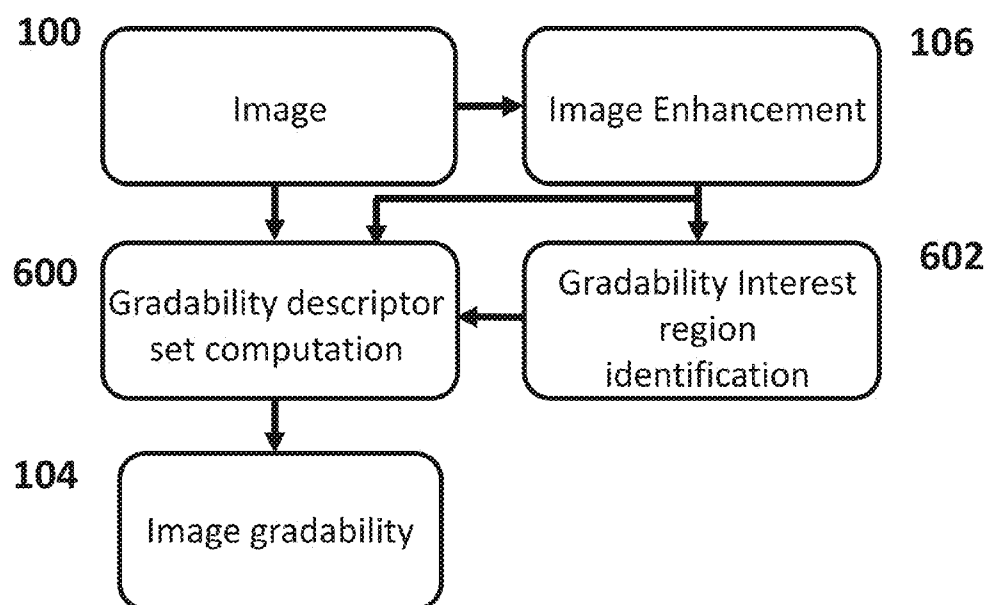 100
Image
106
Image Enhancement
600
Gradability descriptor
set computation
602
Gradability Interest
region
identification
104
Image gradability